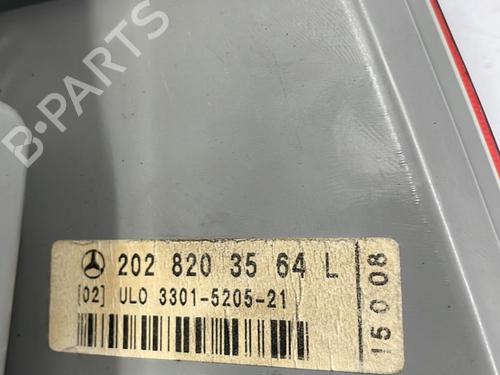 B-PARTS
202 820 35 64 L
[02] ULO 3301-5205-21
15008